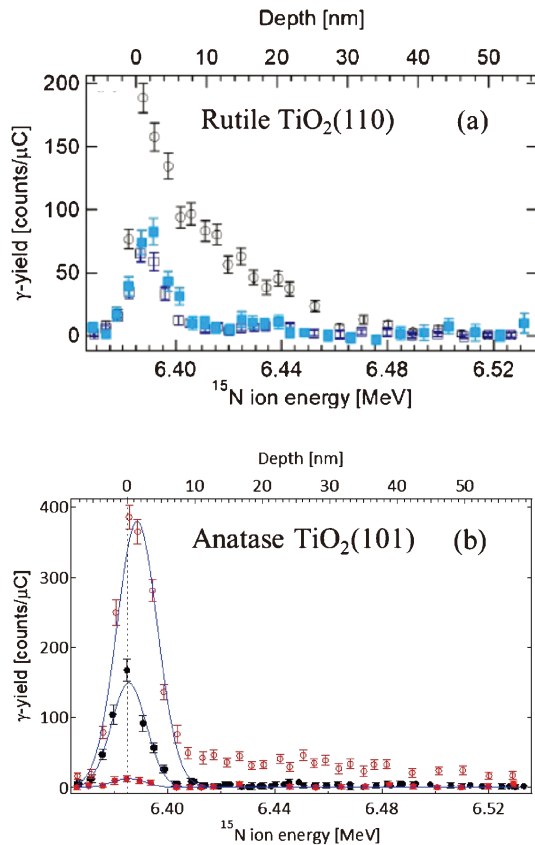 Depth [nm]
0 10 20 30 40 50
200
150
100
50
0
γ-yield [counts/μC]
Rutile TiO2(110) (a)
6.40 6.44 6.48 6.52
15N ion energy [MeV]
Depth [nm]
0 10 20 30 40 50
400
300
200
100
0
γ-yield [counts/μC]
Anatase TiO2(101) (b)
6.40 6.44 6.48 6.52
15N ion energy [MeV]